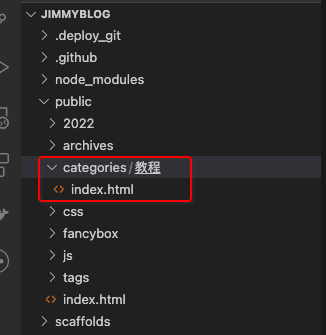 JIMMYBLOG
.deploy_git
.github
node_modules
public
2022
archives
categories/教程
<> index.html
css
fancybox
js
tags
<> index.html
scaffolds